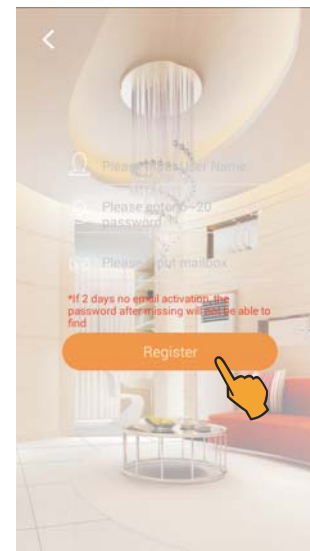 Please input User Name
Please enter 6-20
password
Please input mailbox
*If 2 days no email activation, the
password after missing will not be able to
find
Register